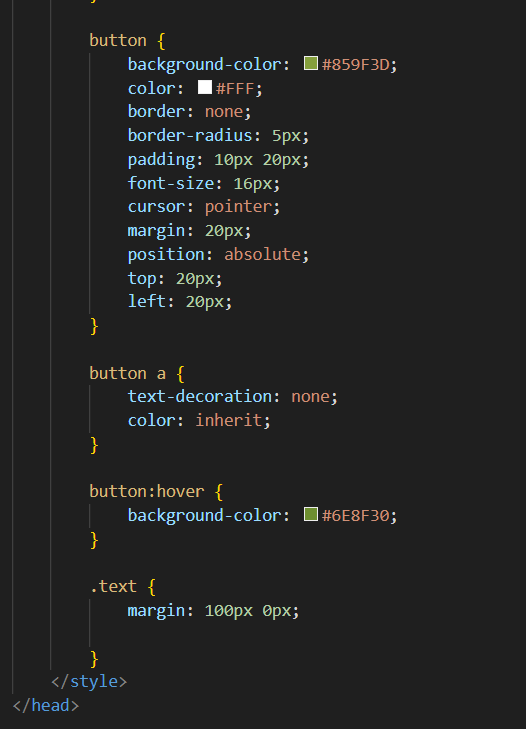 }
button {
background-color: #859F3D;
color: #FFF;
border: none;
border-radius: 5px;
padding: 10px 20px;
font-size: 16px;
cursor: pointer;
margin: 20px;
position: absolute;
top: 20px;
left: 20px;
}
button a {
text-decoration: none;
color: inherit;
}
button:hover {
background-color: #6E8F30;
}
.text {
margin: 100px 0px;
}
</style>
</head>